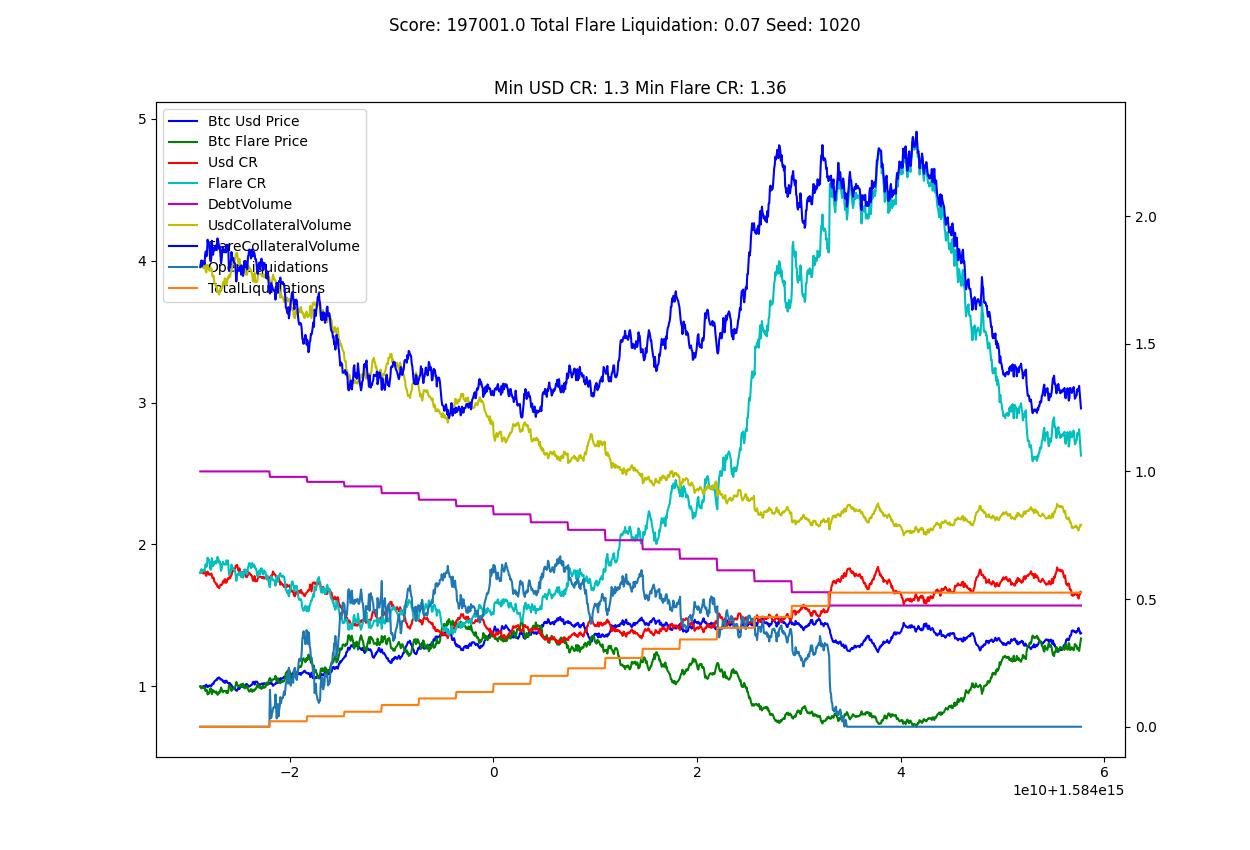 Score: 197001.0 Total Flare Liquidation: 0.07 Seed: 1020
Min USD CR: 1.3 Min Flare CR: 1.36
Btc Usd Price
Btc Flare Price
Usd CR
Flare CR
DebtVolume
UsdCollateralVolume
FlareCollateralVolume
OpenLiquidations
TotalLiquidations
5
4
3
2
1
2.0
1.5
1.0
0.5
0.0
−2
0
2
4
6
1e10+1.584e15